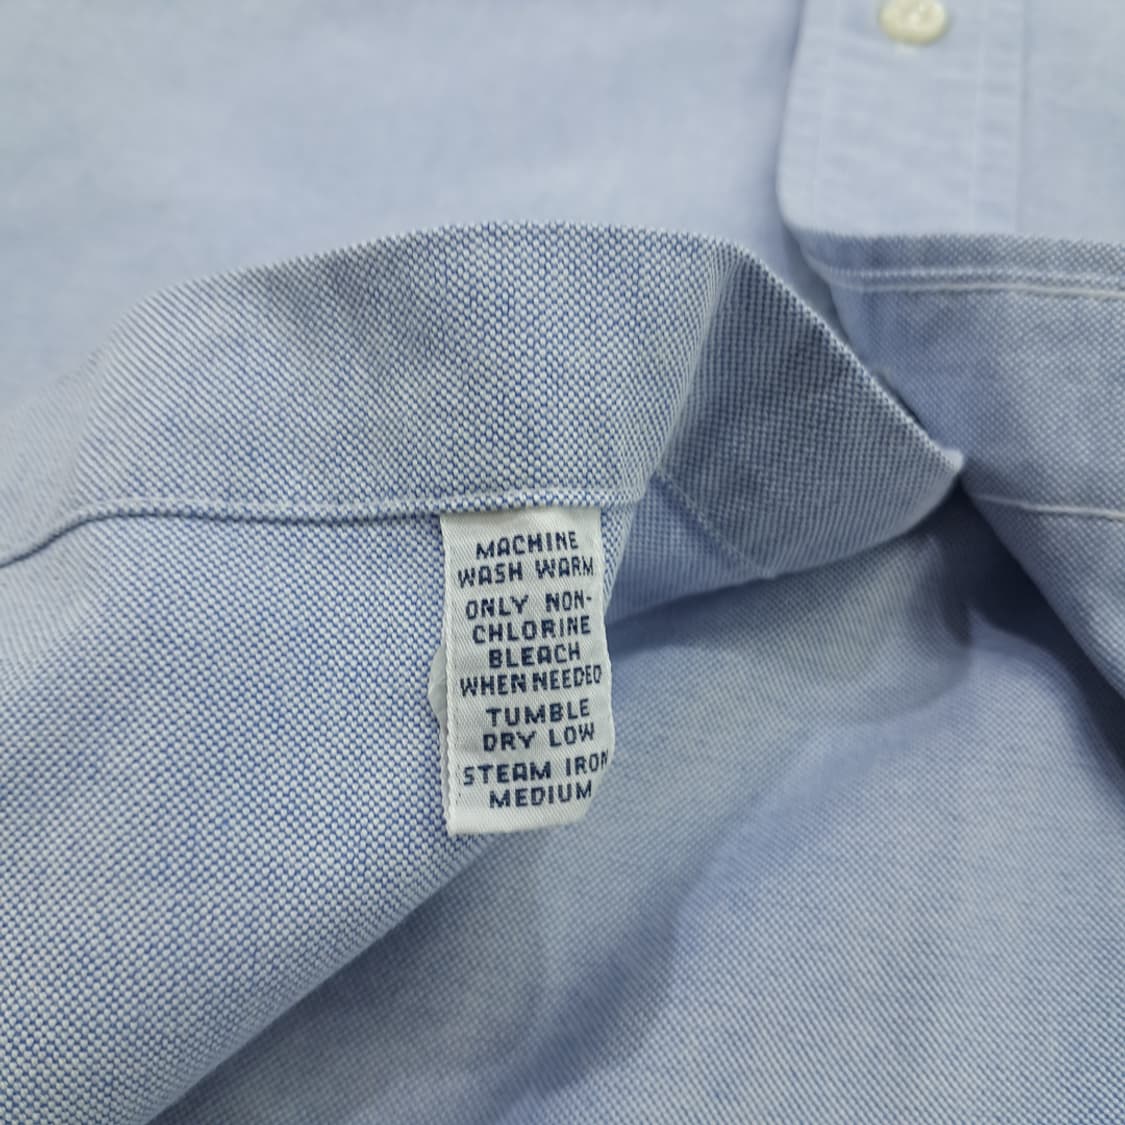 MACHINE
WASH WARM
ONLY NON-
CHLORINE
BLEACH
WHEN NEEDED
TUMBLE
DRY LOW
STEAM IRON
MEDIUM